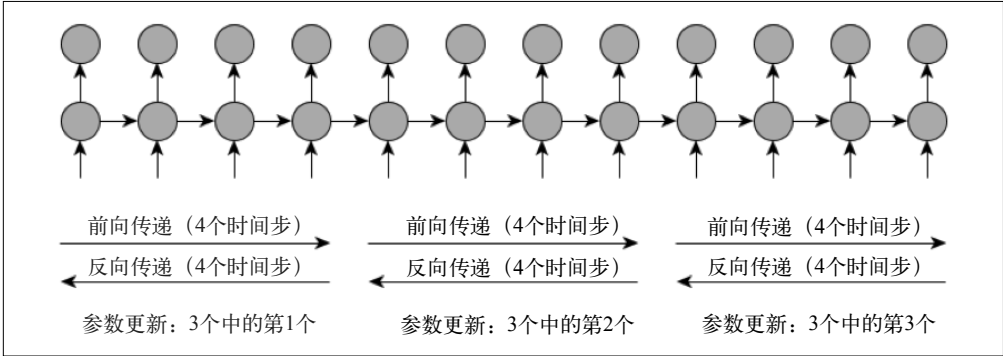 前向传递（4个时间步）
反向传递（4个时间步）
参数更新：3个中的第1个
前向传递（4个时间步）
反向传递（4个时间步）
参数更新：3个中的第2个
前向传递（4个时间步）
反向传递（4个时间步）
参数更新：3个中的第3个